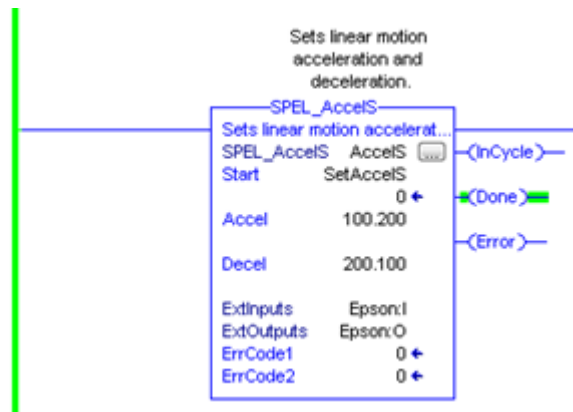 Sets linear motion
acceleration and
deceleration.
SPEL_AccelS
Sets linear motion accelerat...
SPEL_AccelS AccelS ...
(InCycle)
Start SetAccelS
0
(Done)
Accel 100.200
(Error)
Decel 200.100
ExtInputs Epson:I
ExtOutputs Epson:O
ErrCode1 0
ErrCode2 0